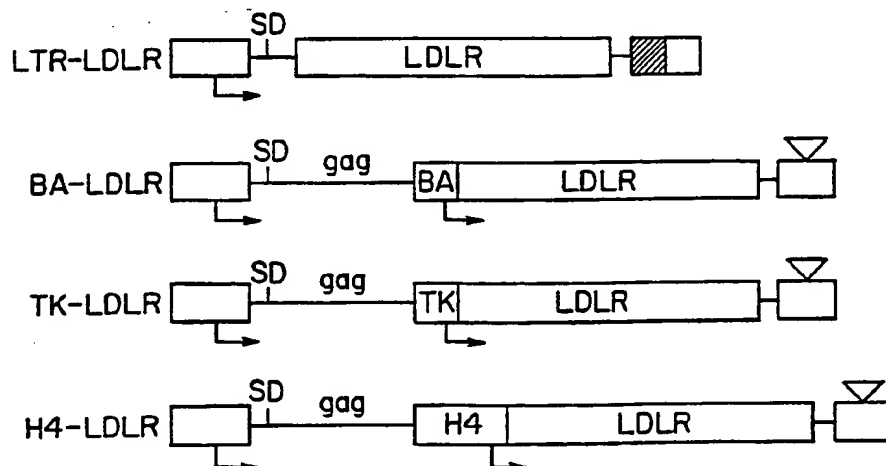 SD
LTR-LDLR LDLR
SD gag
BA-LDLR BA LDLR
SD gag
TK-LDLR TK LDLR
SD gag
H4-LDLR H4 LDLR